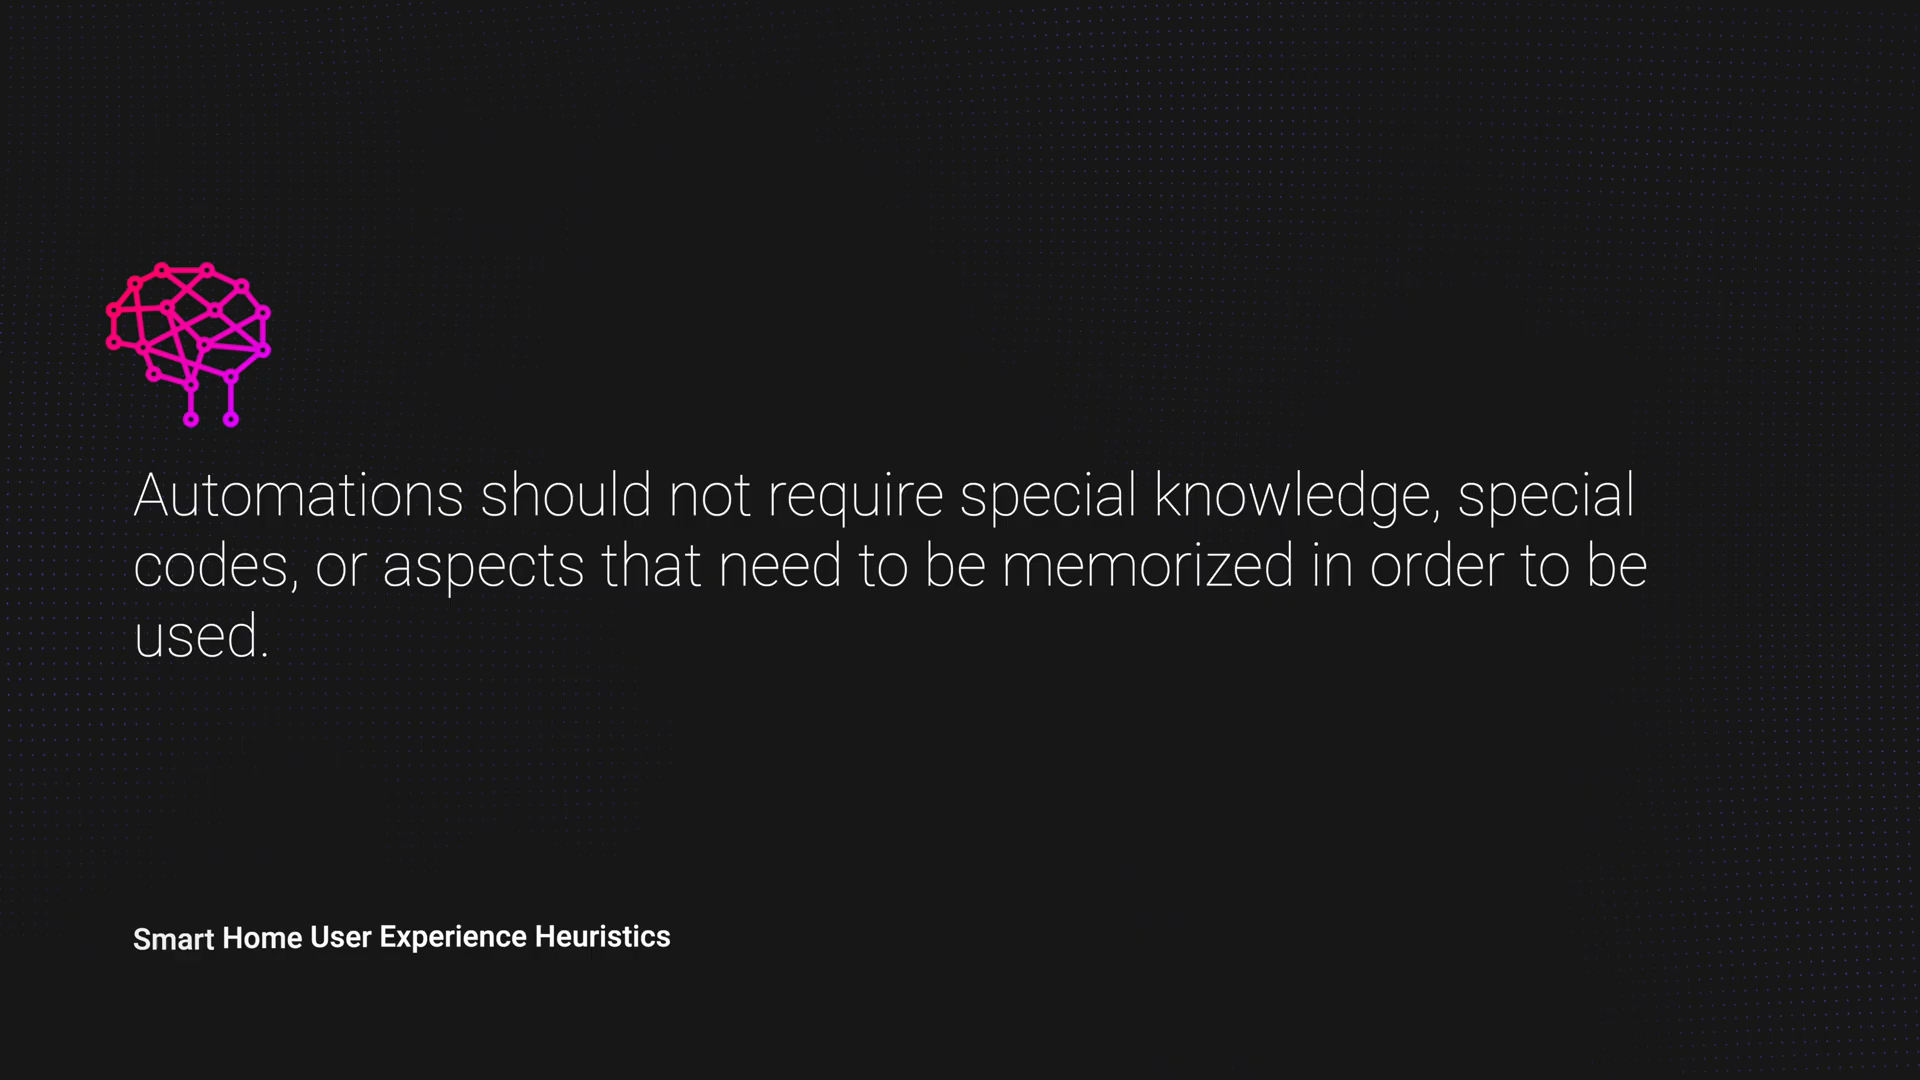 Automations should not require special knowledge, special
codes, or aspects that need to be memorized in order to be
used.
Smart Home User Experience Heuristics